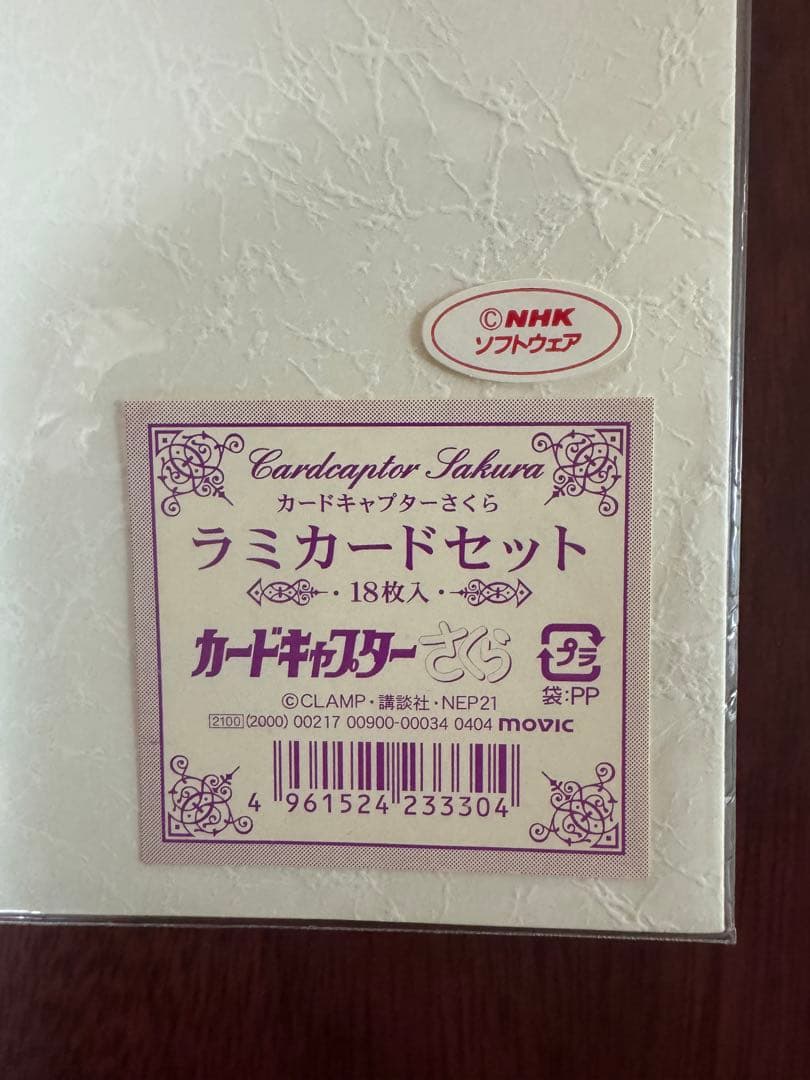 ©NHK
ソフトウェア
Cardcaptor Sakura
カードキャプターさくら
ラミカードセット
・18枚入・
カードキャプターさくら
プラ
袋:PP
©CLAMP・講談社・NEP21
2100 (2000) 00217 00900-00034 0404 movic
4 961524 233304